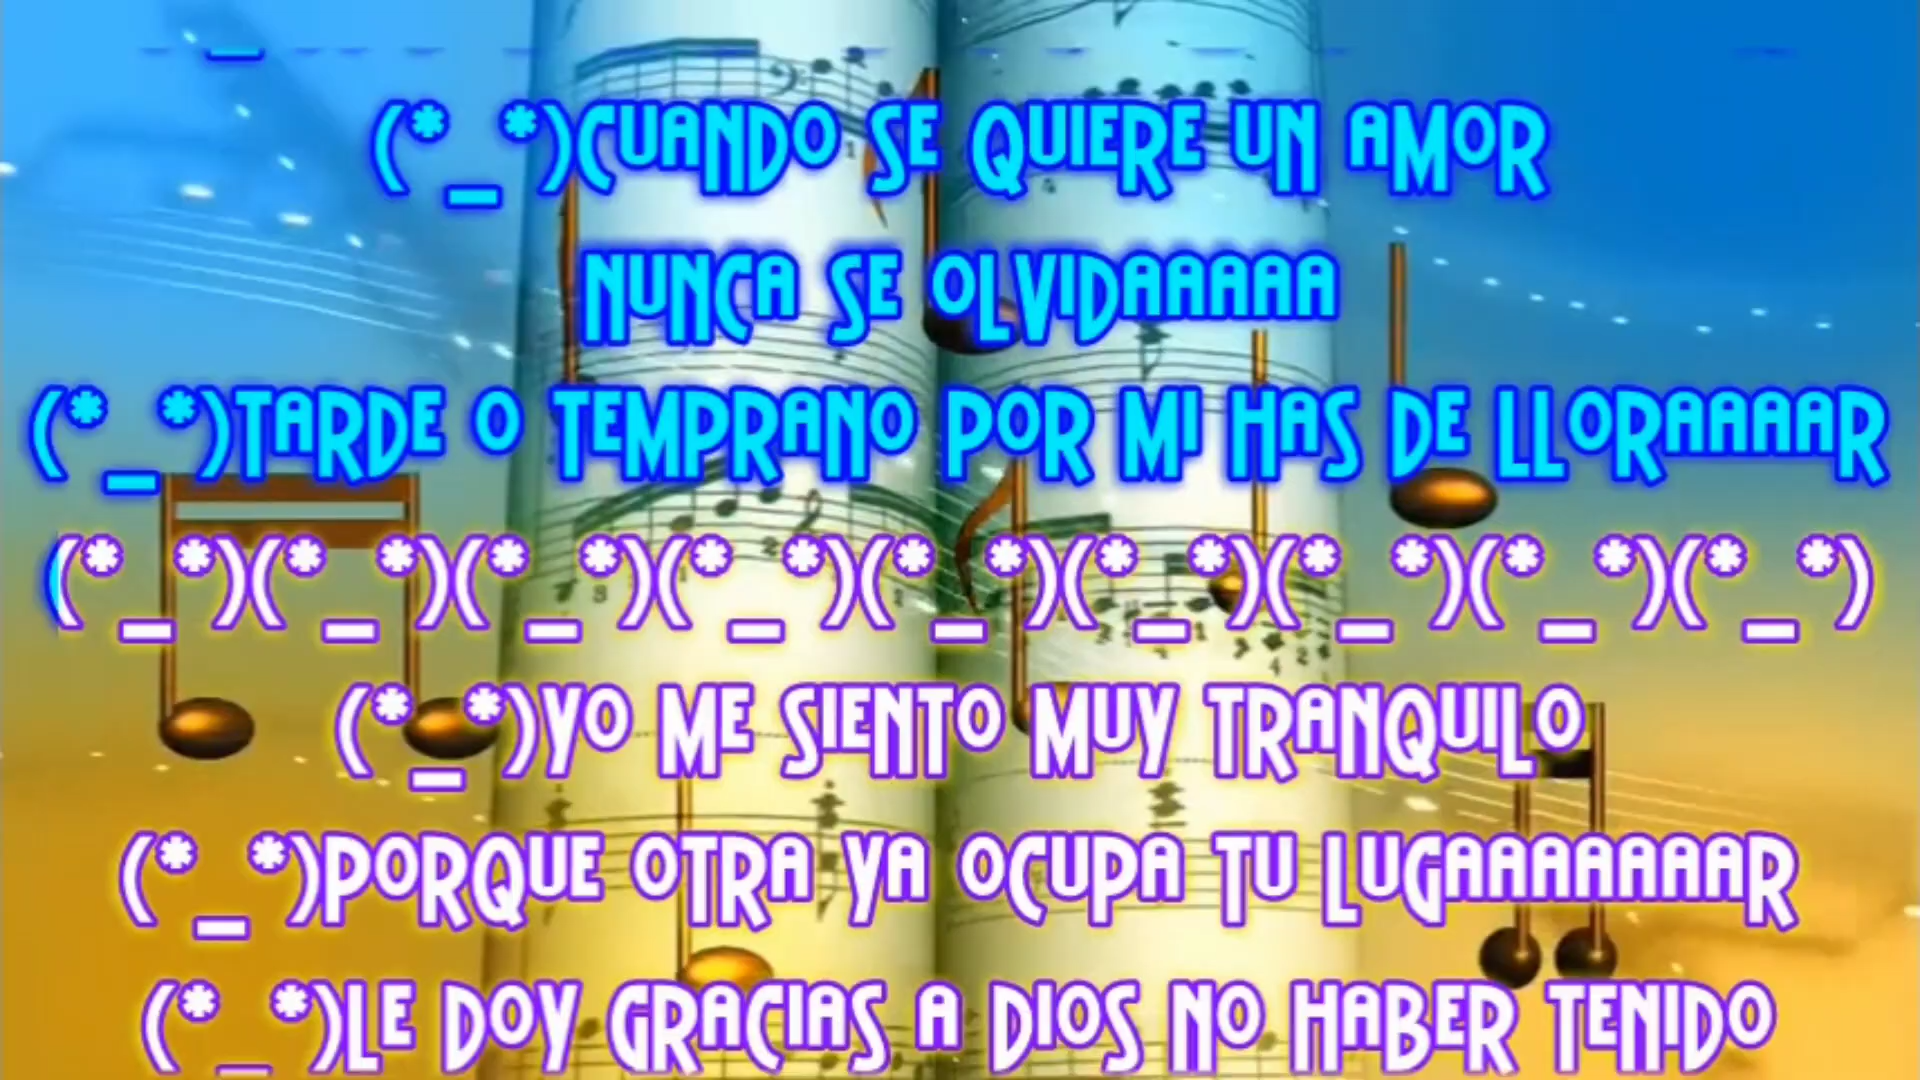 (*_*)CUANDO SE QUIERE UN AMOR
NUNCA SE OLVIDAAAAA
(*_*)TARDE O TEMPRANO POR MI HAS DE LLORAAAAR
(*_*)(*_*)(*_*)(*_*)(*_*)(*_*)(*_*)(*_*)(*_*)
(*_*)YO ME SIENTO MUY TRANQUILO
(*_*)PORQUE OTRA YA OCUPA TU LUGAAAAAAAAR
(*_*)LE DOY GRACIAS A DIOS NO HABER TENIDO